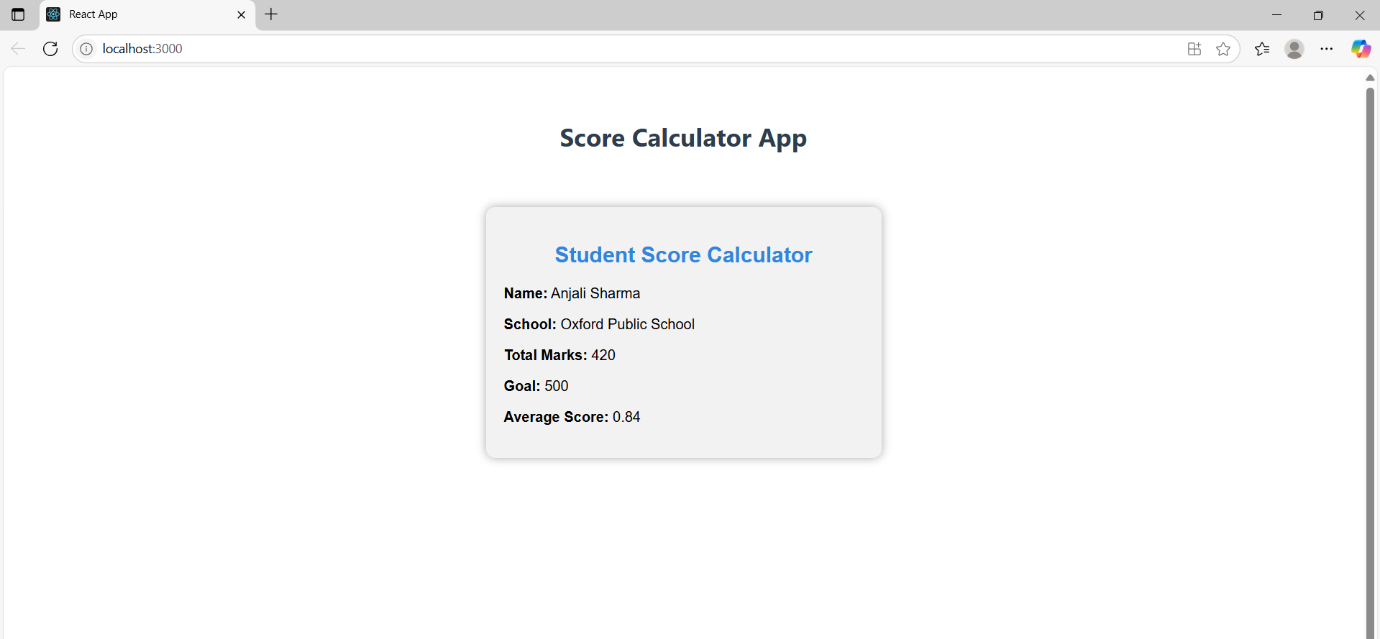 React App
localhost:3000
Score Calculator App
Student Score Calculator
Name: Anjali Sharma
School: Oxford Public School
Total Marks: 420
Goal: 500
Average Score: 0.84